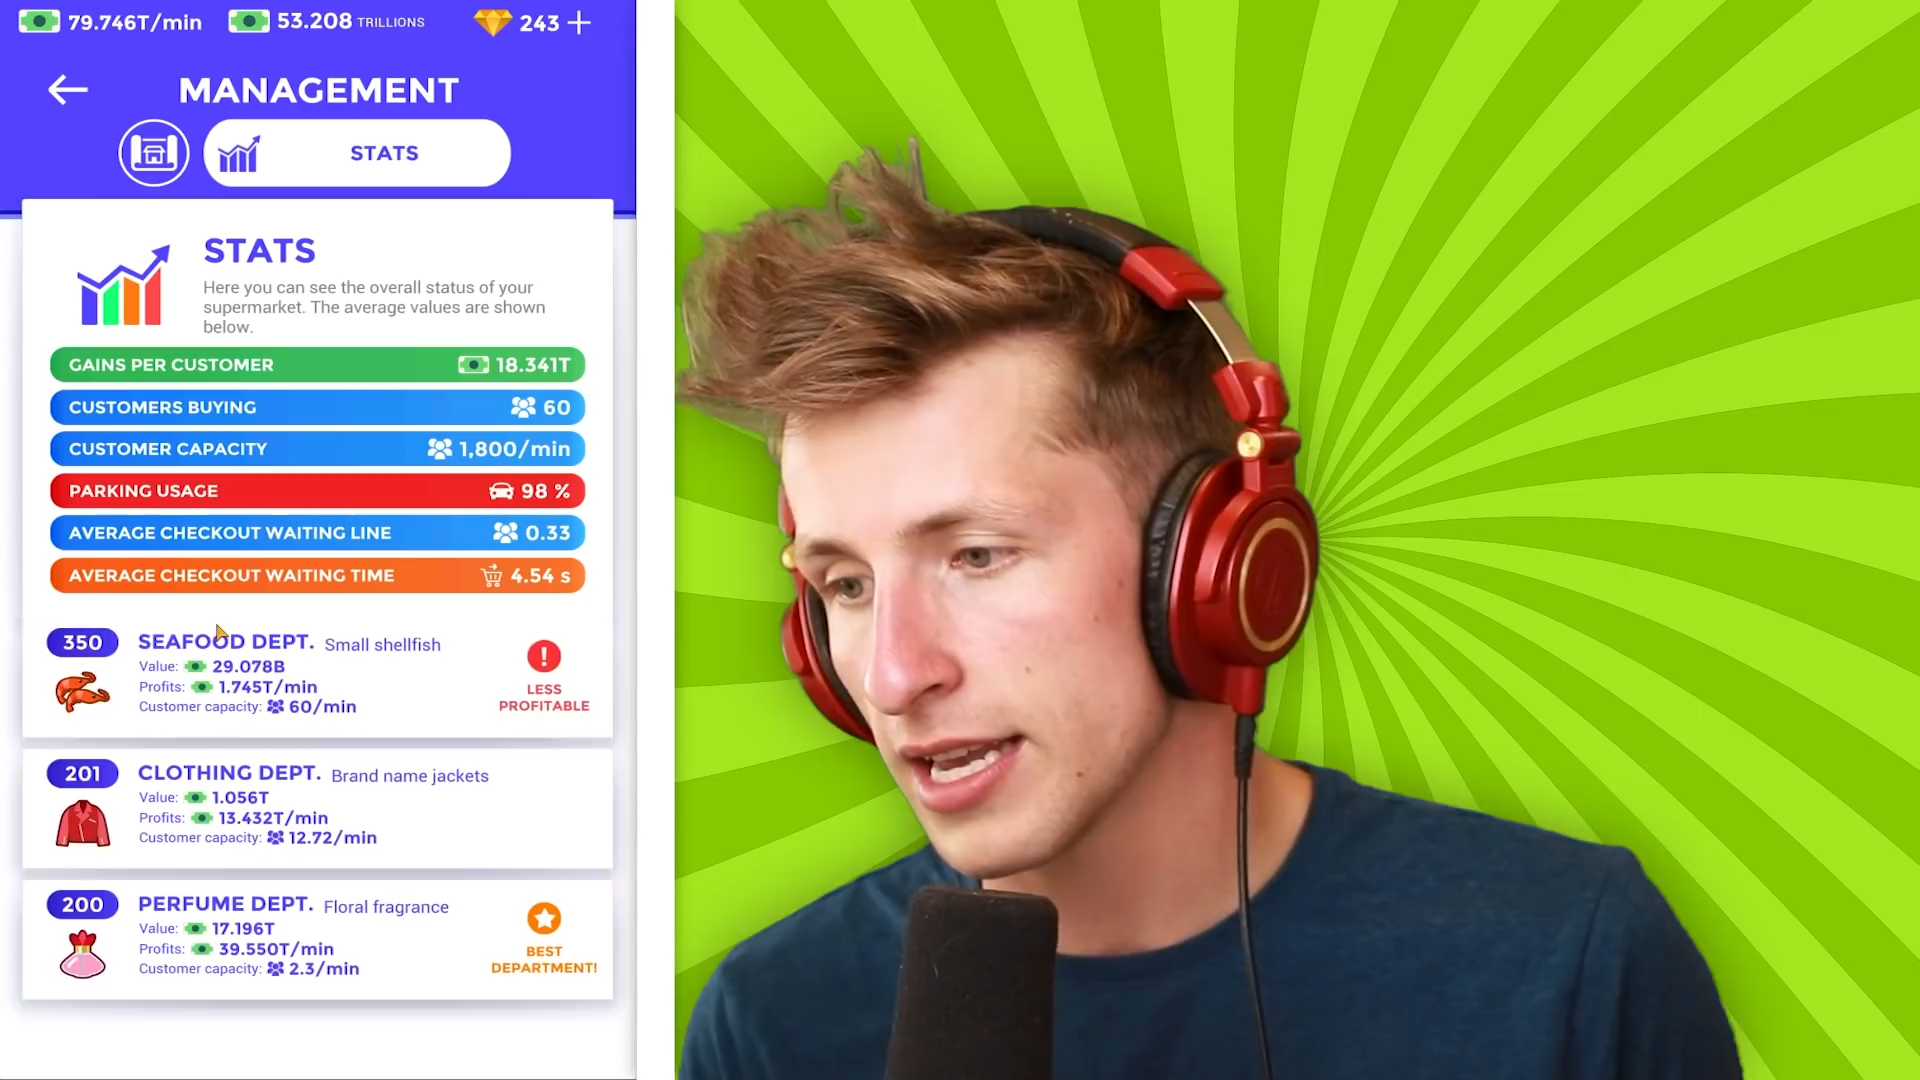 79.746T/min 53.208 TRILLIONS 243 +
MANAGEMENT
STATS
STATS
Here you can see the overall status of your
supermarket. The average values are shown
below.
GAINS PER CUSTOMER 18.341T
CUSTOMERS BUYING 60
CUSTOMER CAPACITY 1,800/min
PARKING USAGE 98 %
AVERAGE CHECKOUT WAITING LINE 0.33
AVERAGE CHECKOUT WAITING TIME 4.54 s
350 SEAFOOD DEPT. Small shellfish
Value: 29.078B
Profits: 1.745T/min
Customer capacity: 60/min
!
LESS
PROFITABLE
201 CLOTHING DEPT. Brand name jackets
Value: 1.056T
Profits: 13.432T/min
Customer capacity: 12.72/min
200 PERFUME DEPT. Floral fragrance
Value: 17.196T
Profits: 39.550T/min
Customer capacity: 2.3/min
BEST
DEPARTMENT!